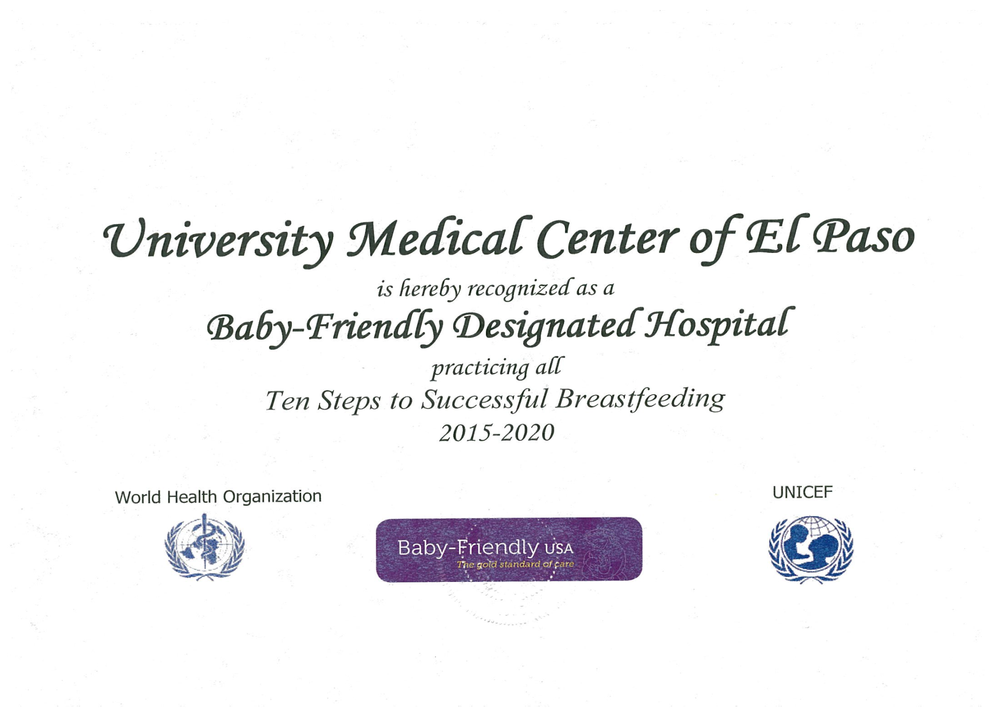 University Medical Center of El Paso
is hereby recognized as a
Baby-Friendly Designated Hospital
practicing all
Ten Steps to Successful Breastfeeding
2015-2020
World Health Organization
UNICEF
Baby-Friendly USA
The gold standard of care